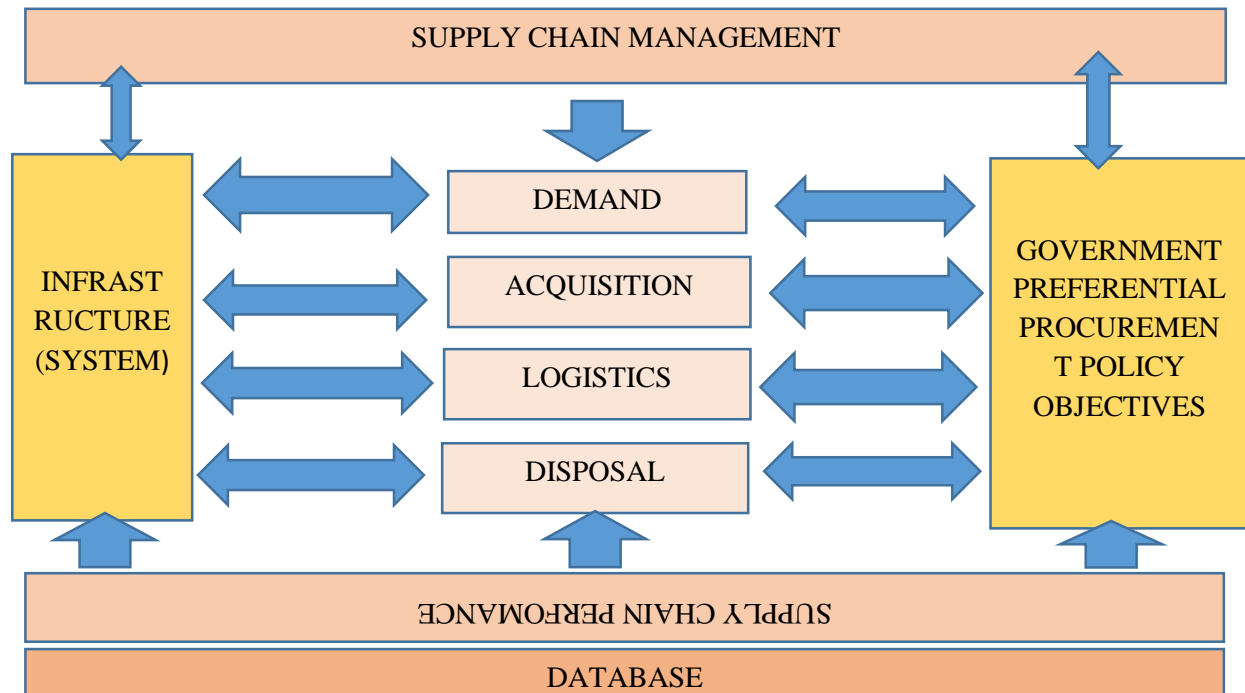 SUPPLY CHAIN MANAGEMENT
INFRAST
RUCTURE
(SYSTEM)
DEMAND
ACQUISITION
LOGISTICS
DISPOSAL
GOVERNMENT
PREFERENTIAL
PROCUREMEN
T POLICY
OBJECTIVES
SUPPLY CHAIN PERFOMANCE
DATABASE